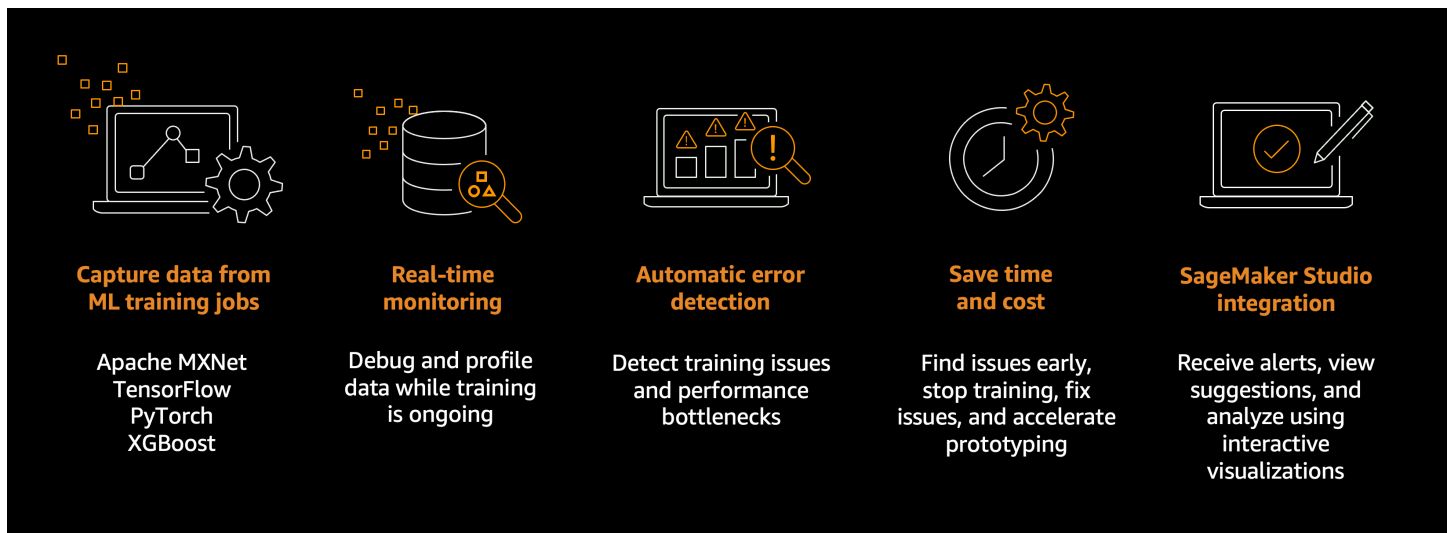 Capture data from
ML training jobs
Apache MXNet
TensorFlow
PyTorch
XGBoost
Real-time
monitoring
Debug and profile
data while training
is ongoing
Automatic error
detection
Detect training issues
and performance
bottlenecks
Save time
and cost
Find issues early,
stop training, fix
issues, and accelerate
prototyping
SageMaker Studio
integration
Receive alerts, view
suggestions, and
analyze using
interactive
visualizations